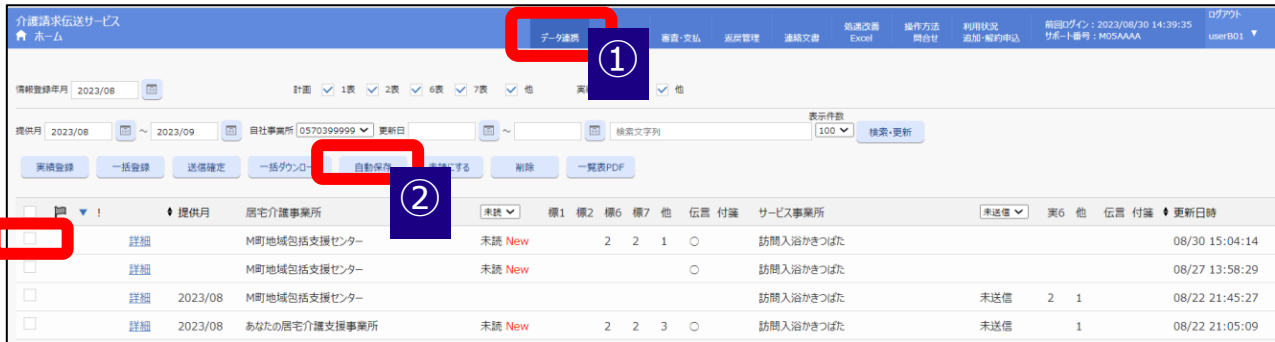 介護請求伝送サービス
ホーム
データ連携 審査・支払 返戻管理 連絡文書 処遇改善 Excel 操作方法 問合せ 利用状況 追加・解約申込 前回ログイン：2023/08/30 14:39:35 サポート番号：M05AAAA ログアウト userB01 ▼
①
情報登録年月 2023/08 計画 1表 2表 6表 7表 他 実 他
提供月 2023/08 ～ 2023/09 自社事業所 0570399999 更新日 ～ 検索文字列 表示件数 100 検索・更新
実績登録 一括登録 送信確定 一括ダウンロー 自動保存 にする 削除 一覧表PDF
②
▼ ! 提供月 居宅介護事業所 未読 標1 標2 標6 標7 他 伝言 付箋 サービス事業所 未送信 実6 他 伝言 付箋 更新日時
詳細 M町地域包括支援センター 未読 New 2 2 1 ○ 訪問入浴かきつばた 08/30 15:04:14
詳細 M町地域包括支援センター 未読 New ○ 訪問入浴かきつばた 08/27 13:58:29
詳細 2023/08 M町地域包括支援センター 訪問入浴かきつばた 未送信 2 1 08/22 21:45:27
詳細 2023/08 あなたの居宅介護支援事業所 未読 New 2 2 3 ○ 訪問入浴かきつばた 未送信 1 08/22 21:05:09